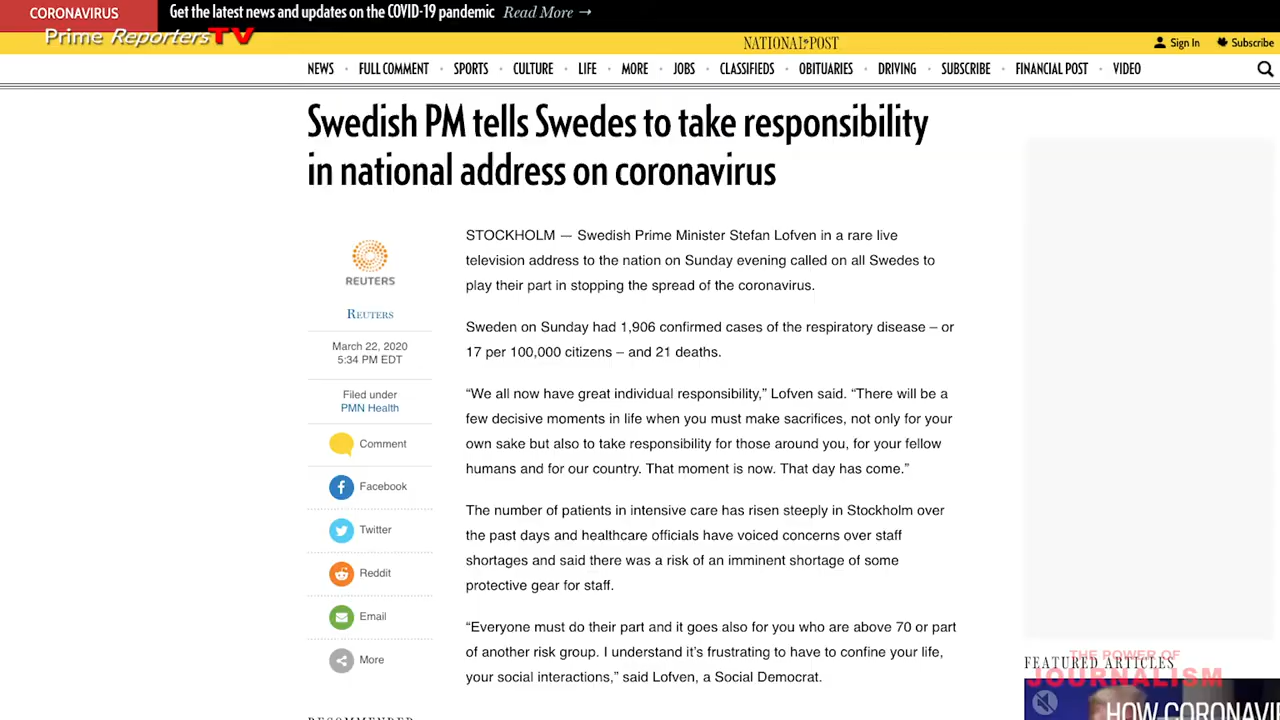 CORONAVIRUS
Get the latest news and updates on the COVID-19 pandemic Read More →
Prime ReportersTV
NATIONAL POST
Sign In
Subscribe
NEWS • FULL COMMENT • SPORTS • CULTURE • LIFE • MORE • JOBS • CLASSIFIEDS • OBITUARIES • DRIVING • SUBSCRIBE • FINANCIAL POST • VIDEO
Swedish PM tells Swedes to take responsibility
in national address on coronavirus
REUTERS
REUTERS
March 22, 2020
5:34 PM EDT
Filed under
PMN Health
Comment
Facebook
Twitter
Reddit
Email
More
STOCKHOLM — Swedish Prime Minister Stefan Lofven in a rare live
television address to the nation on Sunday evening called on all Swedes to
play their part in stopping the spread of the coronavirus.
Sweden on Sunday had 1,906 confirmed cases of the respiratory disease – or
17 per 100,000 citizens – and 21 deaths.
“We all now have great individual responsibility,” Lofven said. “There will be a
few decisive moments in life when you must make sacrifices, not only for your
own sake but also to take responsibility for those around you, for your fellow
humans and for our country. That moment is now. That day has come.”
The number of patients in intensive care has risen steeply in Stockholm over
the past days and healthcare officials have voiced concerns over staff
shortages and said there was a risk of an imminent shortage of some
protective gear for staff.
“Everyone must do their part and it goes also for you who are above 70 or part
of another risk group. I understand it’s frustrating to have to confine your life,
your social interactions,” said Lofven, a Social Democrat.
THE POWER OF
FEATURED ARTICLES
JOURNALISM
HOW CORONAVI
RECOMMENDED